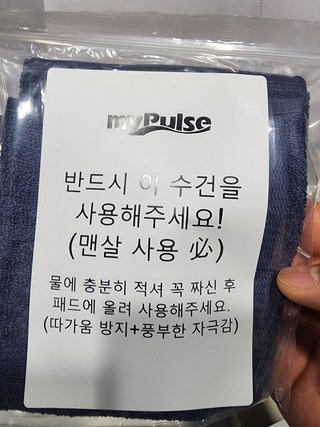 myPulse
반드시 이 수건을
사용해주세요!
(맨살 사용 必)
물에 충분히 적셔 꼭 짜신 후
패드에 올려 사용해주세요.
(따가움 방지+풍부한 자극감)